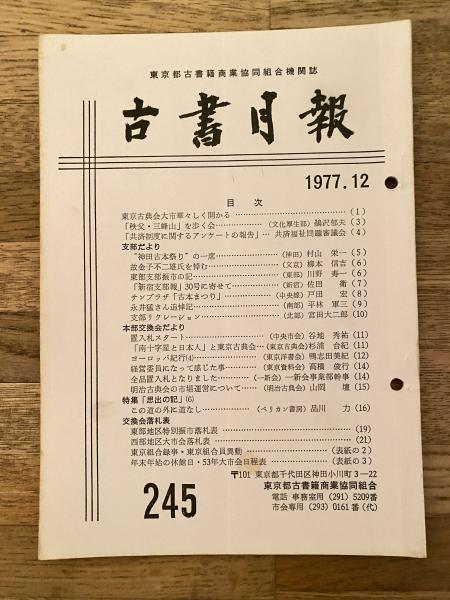 東京都古書籍商業協同組合機関誌
古書月報
1977.12
目次
東京古典会大市華々しく開かる……(1)
「秩父・三峰山」を歩く会……(文化厚生部) 鵜沢郁夫(3)
「共済制度に関するアンケートの報告」…共済福祉問題審議会(4)
支部だより
“神田古本祭り”の一席……(神田) 村山栄一(5)
故金子不二雄氏を悼む……(文京) 柳本信吉(6)
東部支部振市の記……(東部) 川野寿一(6)
「新宿支部報」30号に寄せて……(新宿) 佐田衛(7)
サンプラザ「古本まつり」……(中央線) 戸田宏(8)
永井猛さん追悼記……(南部) 平林軍三(9)
支部リクレーション……(北部) 宮田大二郎(10)
本部交換会だより
置入札スタート……(中央市会) 谷地秀祐(11)
「南十字星と日本人」と東京古典会…(東京古典会) 杉浦台紀(11)
ヨーロッパ紀行(4)……(東京洋書会) 鴨志田美紀(12)
経営委員になって感じた事……(東京資料会) 高橋俊行(14)
全品置入札となりました……(一新会) 一新会事業部幹事(14)
明治古典会の市場運営について……(明治古典会) 山岡壇(15)
特集「思出の記」(6)
この道の外に道なし……(ペリカン書房) 品川力(16)
交換会落札表
東部地区特別振市落札表……(19)
西部地区大市会落札表……(21)
東京組合録事・東京組合員異動……(表紙の2)
年末年始の休館日・53年大市会日程表……(表紙の3)
〒101 東京都千代田区神田小川町3―22
東京都古書籍商業協同組合
電話 事務室用 (291) 5209番
市会専用 (293) 0161番(代)
245